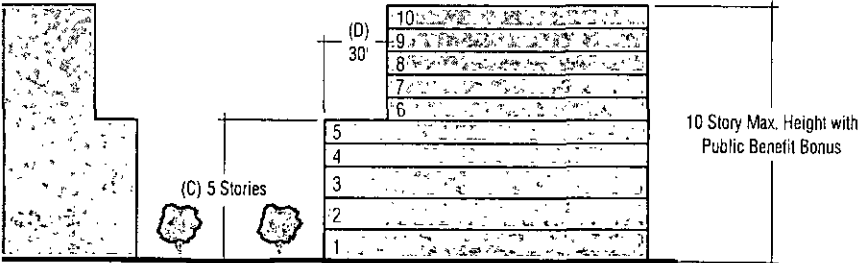 10
9
8
7
6
5
4
3
2
1
(D)
30'
(C) 5 Stories
10 Story Max. Height with
Public Benefit Bonus